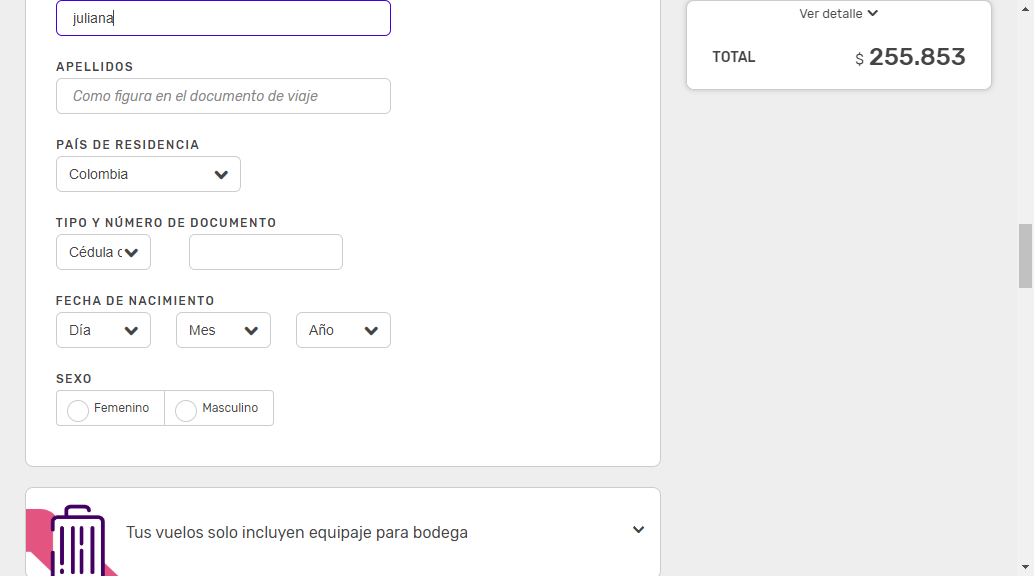 juliana
Ver detalle
TOTAL $ 255.853
APELLIDOS
Como figura en el documento de viaje
PAÍS DE RESIDENCIA
Colombia
TIPO Y NÚMERO DE DOCUMENTO
Cédula c
FECHA DE NACIMIENTO
Día Mes Año
SEXO
Femenino Masculino
Tus vuelos solo incluyen equipaje para bodega